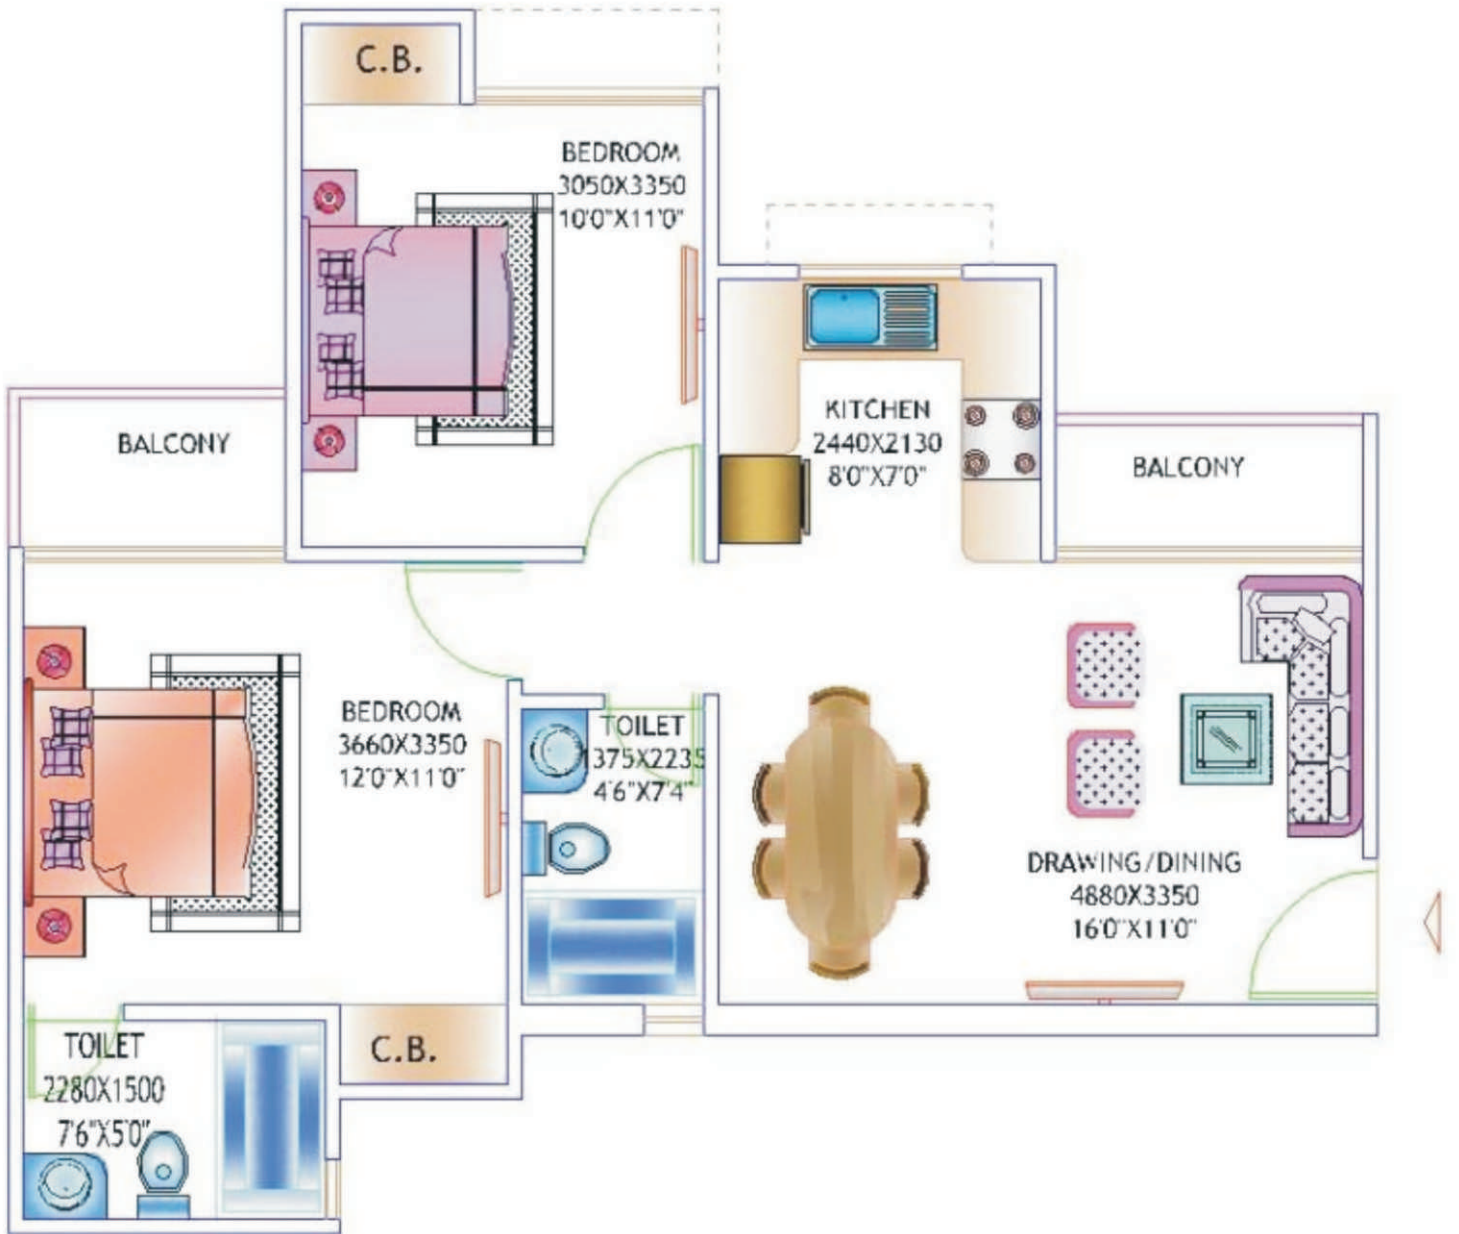 C.B.
BEDROOM
3050X3350
10'0"X11'0"
KITCHEN
2440X2130
8'0"X7'0"
BALCONY
BALCONY
BEDROOM
3660X3350
12'0"X11'0"
TOILET
1375X2235
4'6"X7'4"
DRAWING/DINING
4880X3350
16'0"X11'0"
TOILET
2280X1500
7'6"X5'0"
C.B.